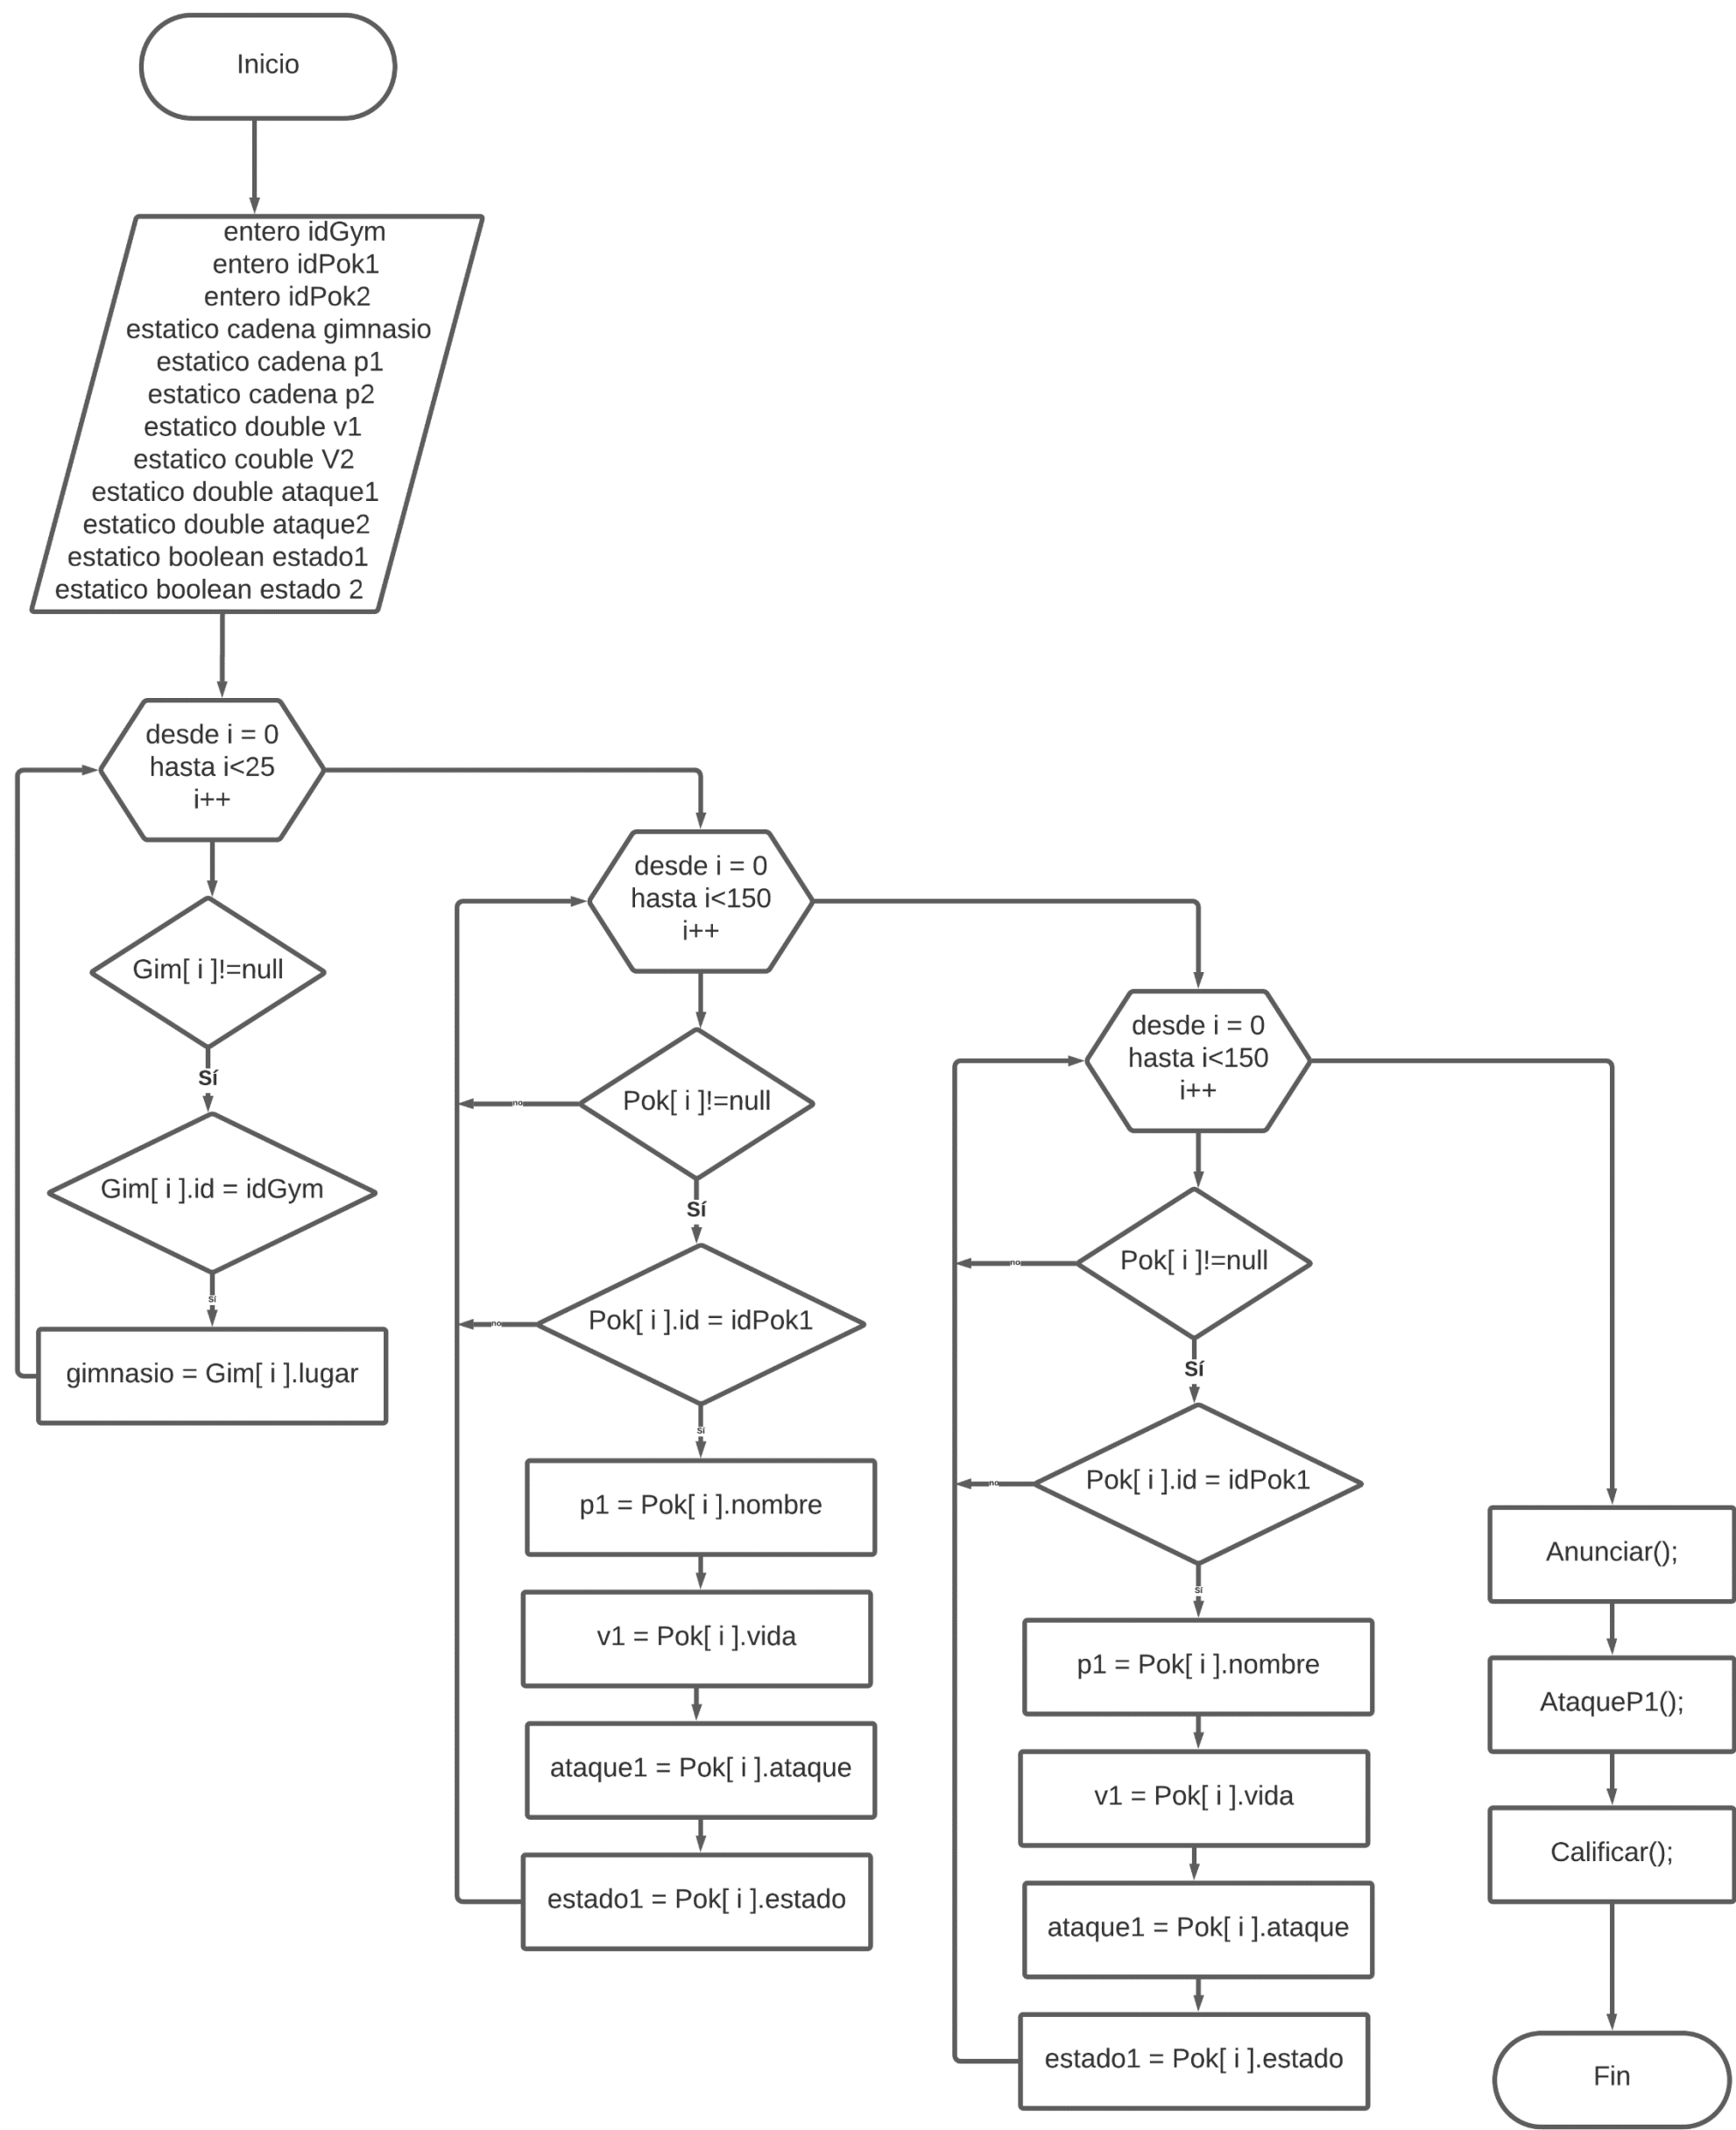 Inicio
entero idGym
entero idPok1
entero idPok2
estatico cadena gimnasio
estatico cadena p1
estatico cadena p2
estatico double v1
estatico couble V2
estatico double ataque1
estatico double ataque2
estatico boolean estado1
estatico boolean estado 2
desde i = 0
hasta i<25
i++
Gim[ i ]!=null
Sí
Gim[ i ].id = idGym
Sí
gimnasio = Gim[ i ].lugar
desde i = 0
hasta i<150
i++
Pok[ i ]!=null
no
Sí
Pok[ i ].id = idPok1
no
Sí
p1 = Pok[ i ].nombre
v1 = Pok[ i ].vida
ataque1 = Pok[ i ].ataque
estado1 = Pok[ i ].estado
desde i = 0
hasta i<150
i++
Pok[ i ]!=null
no
Sí
Pok[ i ].id = idPok1
no
Sí
p1 = Pok[ i ].nombre
v1 = Pok[ i ].vida
ataque1 = Pok[ i ].ataque
estado1 = Pok[ i ].estado
Anunciar();
AtaqueP1();
Calificar();
Fin